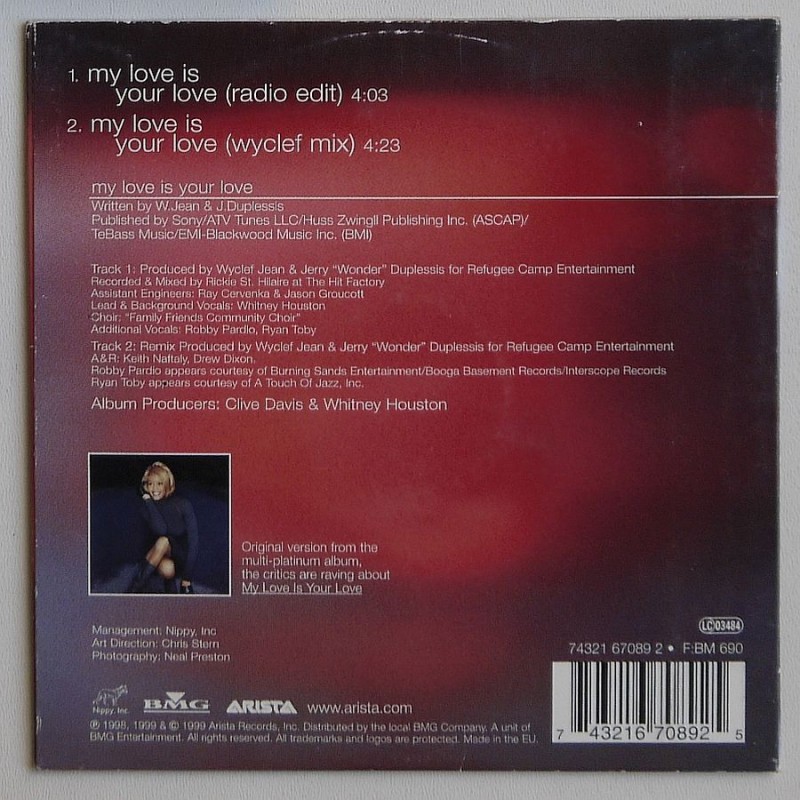 1. my love is
your love (radio edit) 4:03
2. my love is
your love (wyclef mix) 4:23
my love is your love
Written by W.Jean & J.Duplessis
Published by Sony/ATV Tunes LLC/Huss Zwingli Publishing Inc. (ASCAP)/
TeBass Music/EMI-Blackwood Music Inc. (BMI)
Track 1: Produced by Wyclef Jean & Jerry "Wonder" Duplessis for Refugee Camp Entertainment
Recorded & Mixed by Rickie St. Hilaire at The Hit Factory
Assistant Engineers: Ray Cervenka & Jason Groucott
Lead & Background Vocals: Whitney Houston
Choir: "Family Friends Community Choir"
Additional Vocals: Robby Pardlo, Ryan Toby
Track 2: Remix Produced by Wyclef Jean & Jerry "Wonder" Duplessis for Refugee Camp Entertainment
A&R: Keith Naftaly, Drew Dixon.
Robby Pardlo appears courtesy of Burning Sands Entertainment/Booga Basement Records/Interscope Records
Ryan Toby appears courtesy of A Touch Of Jazz, Inc.
Album Producers: Clive Davis & Whitney Houston
Original version from the
multi-platinum album,
the critics are raving about
My Love Is Your Love
Management: Nippy, Inc
Art Direction: Chris Stern
Photography: Neal Preston
LC 03484
74321 67089 2 • F:BM 690
Nippy, Inc.
BMG ARISTA www.arista.com
℗ 1998, 1999 & © 1999 Arista Records, Inc. Distributed by the local BMG Company. A unit of
BMG Entertainment. All rights reserved. All trademarks and logos are protected. Made in the EU.
7 43216 70892 5